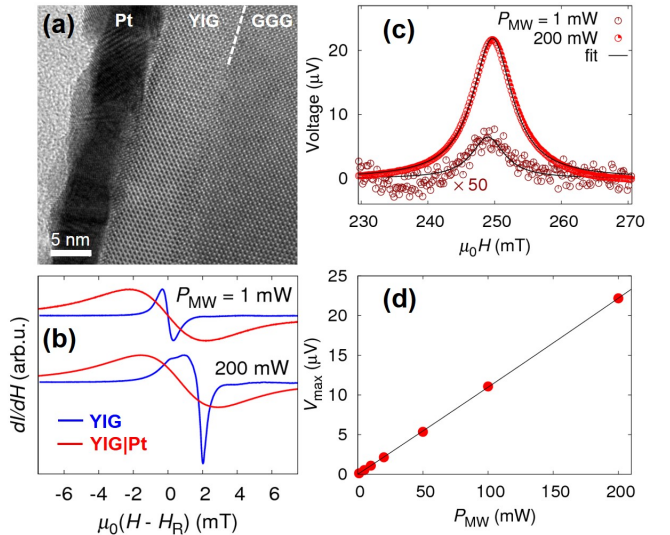 (a)
Pt
YIG
GGG
5 nm
(b)
P_MW = 1 mW
200 mW
YIG
YIG|Pt
dI/dH (arb.u.)
-6 -4 -2 0 2 4 6
μ₀(H - H_R) (mT)
(c)
P_MW = 1 mW
200 mW
fit
× 50
Voltage (μV)
20
10
0
230 240 250 260 270
μ₀H (mT)
(d)
V_max (μV)
25
20
15
10
5
0
0 50 100 150 200
P_MW (mW)